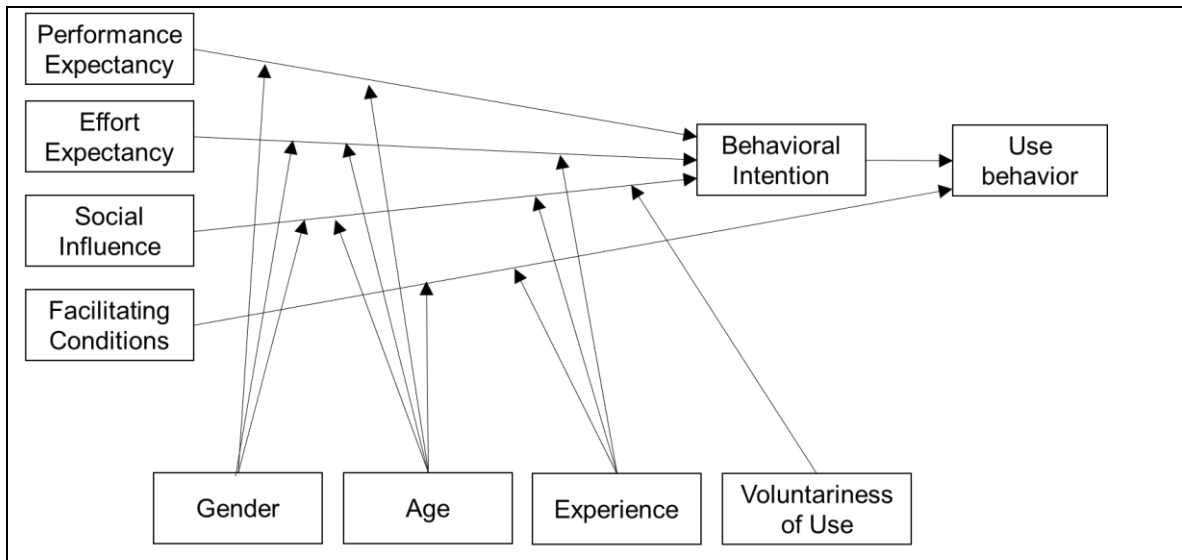 Performance
Expectancy
Effort
Expectancy
Social
Influence
Facilitating
Conditions
Behavioral
Intention
Use
behavior
Gender
Age
Experience
Voluntariness
of Use